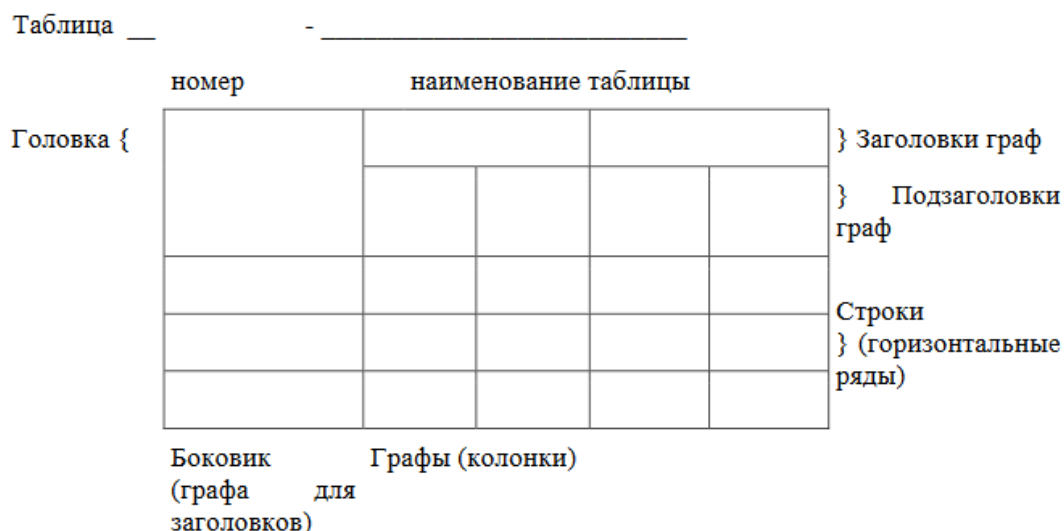 Таблица __ - __________________________
номер наименование таблицы
Головка { } Заголовки граф
} Подзаголовки
граф
Строки
} (горизонтальные
ряды)
Боковик Графы (колонки)
(графа для
заголовков)